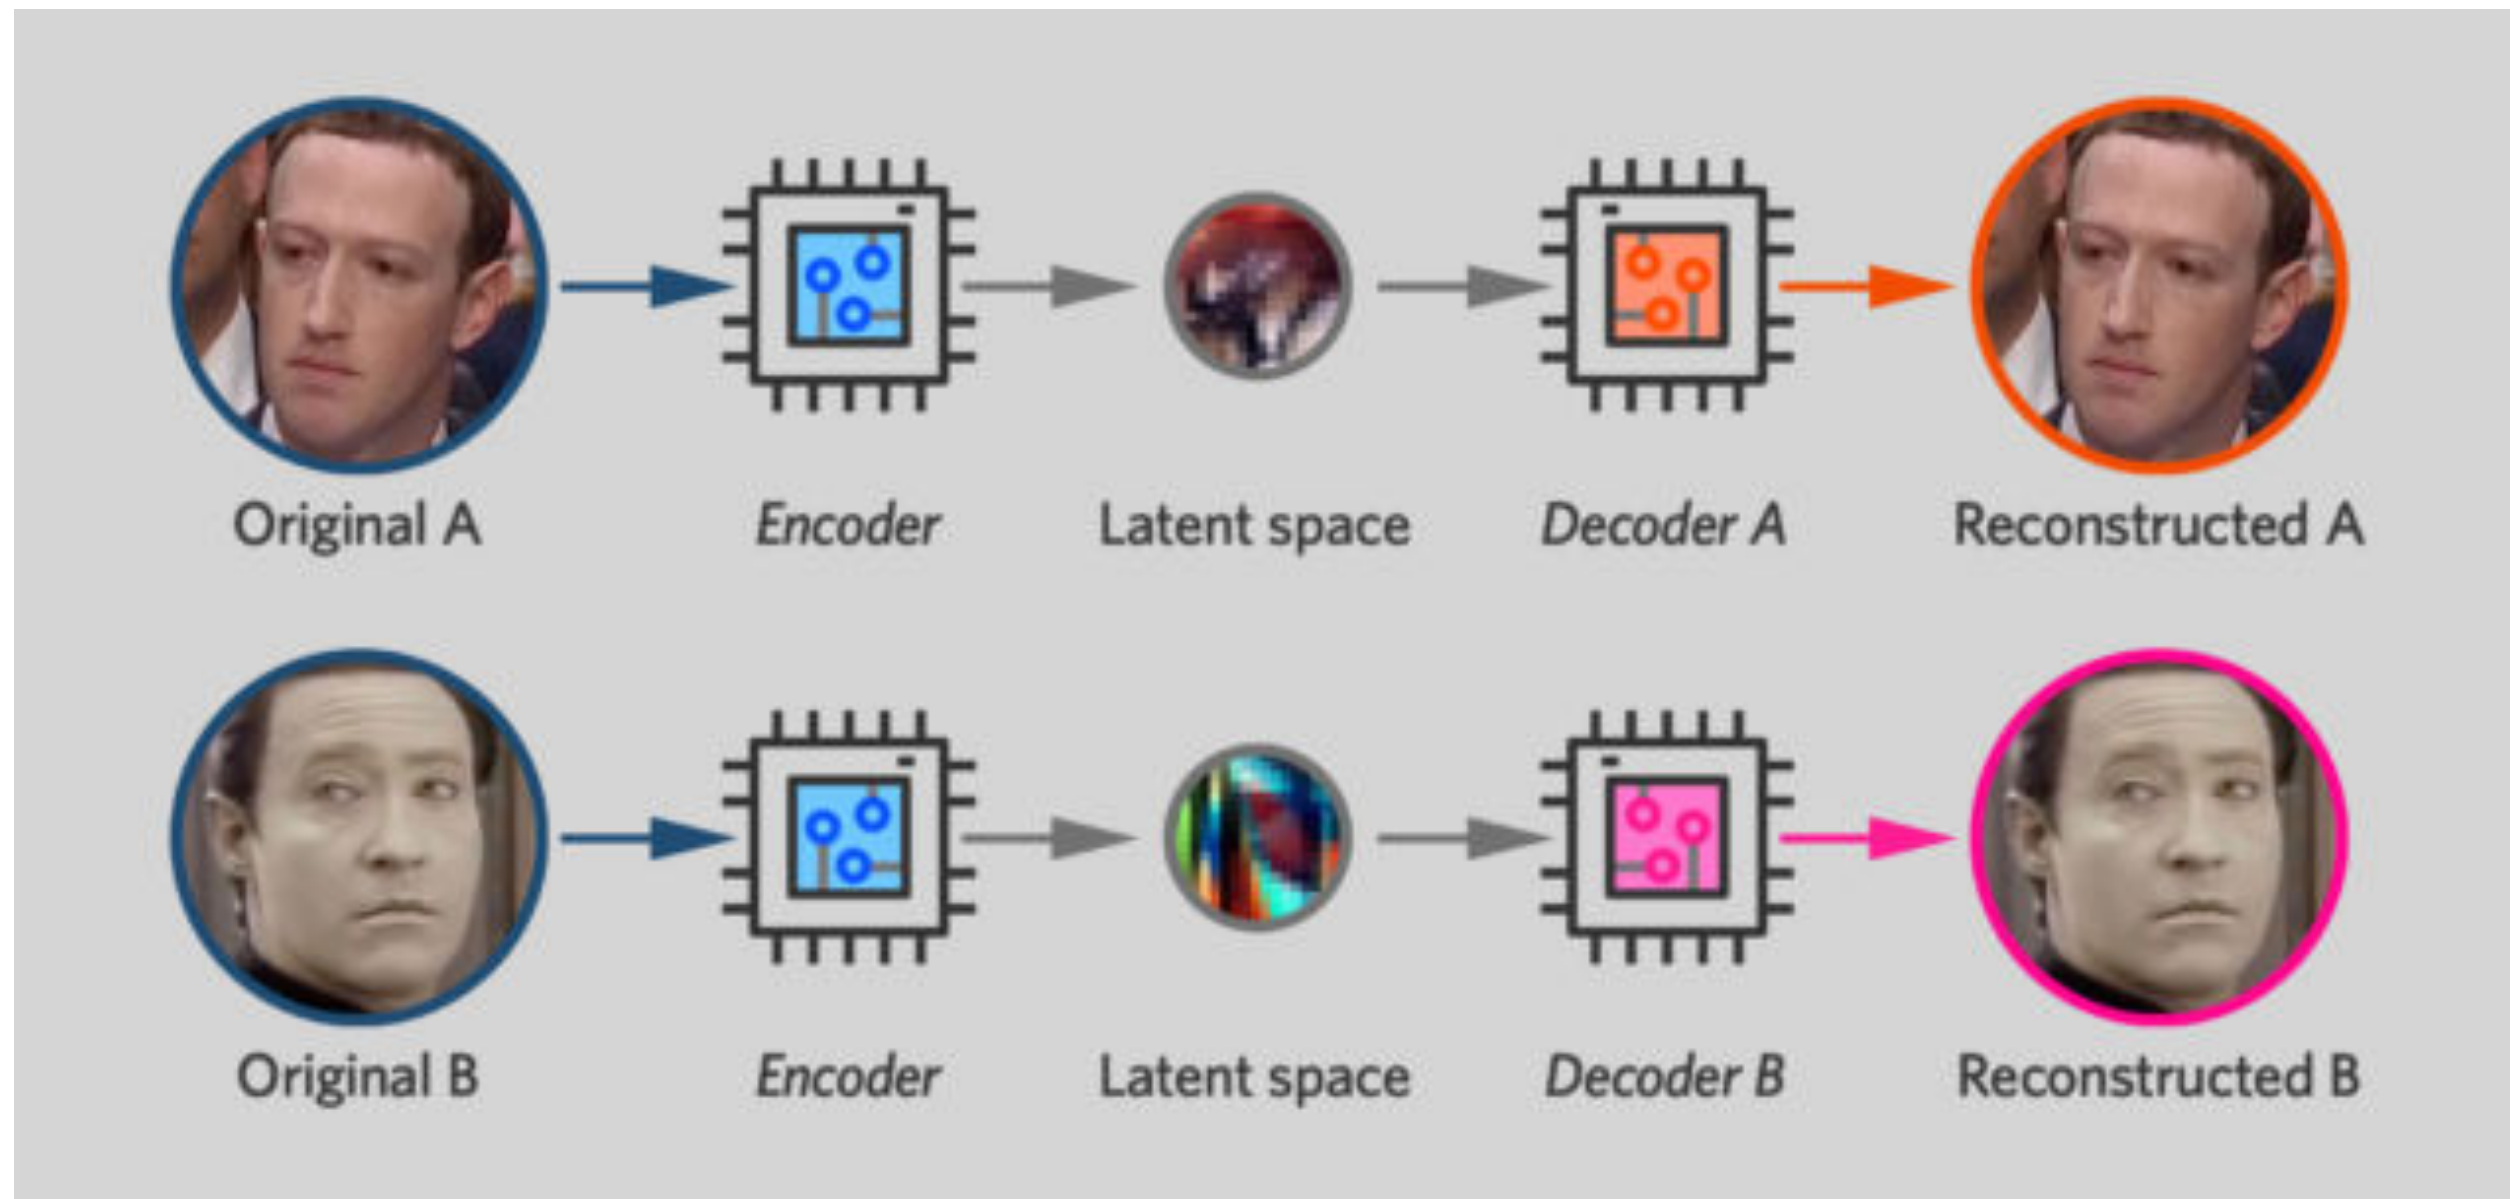 Original A
Encoder
Latent space
Decoder A
Reconstructed A
Original B
Encoder
Latent space
Decoder B
Reconstructed B